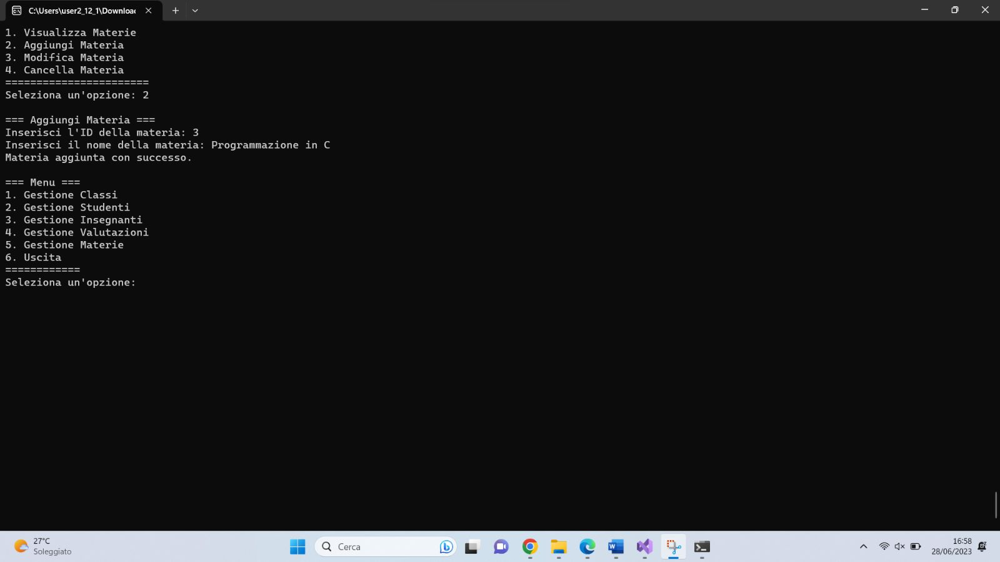 C:\Users\user2_12_1\Downloac
1. Visualizza Materie
2. Aggiungi Materia
3. Modifica Materia
4. Cancella Materia
=======================
Seleziona un'opzione: 2
=== Aggiungi Materia ===
Inserisci l'ID della materia: 3
Inserisci il nome della materia: Programmazione in C
Materia aggiunta con successo.
=== Menu ===
1. Gestione Classi
2. Gestione Studenti
3. Gestione Insegnanti
4. Gestione Valutazioni
5. Gestione Materie
6. Uscita
============
Seleziona un'opzione:
27°C
Soleggiato
Cerca
16:58
28/06/2023